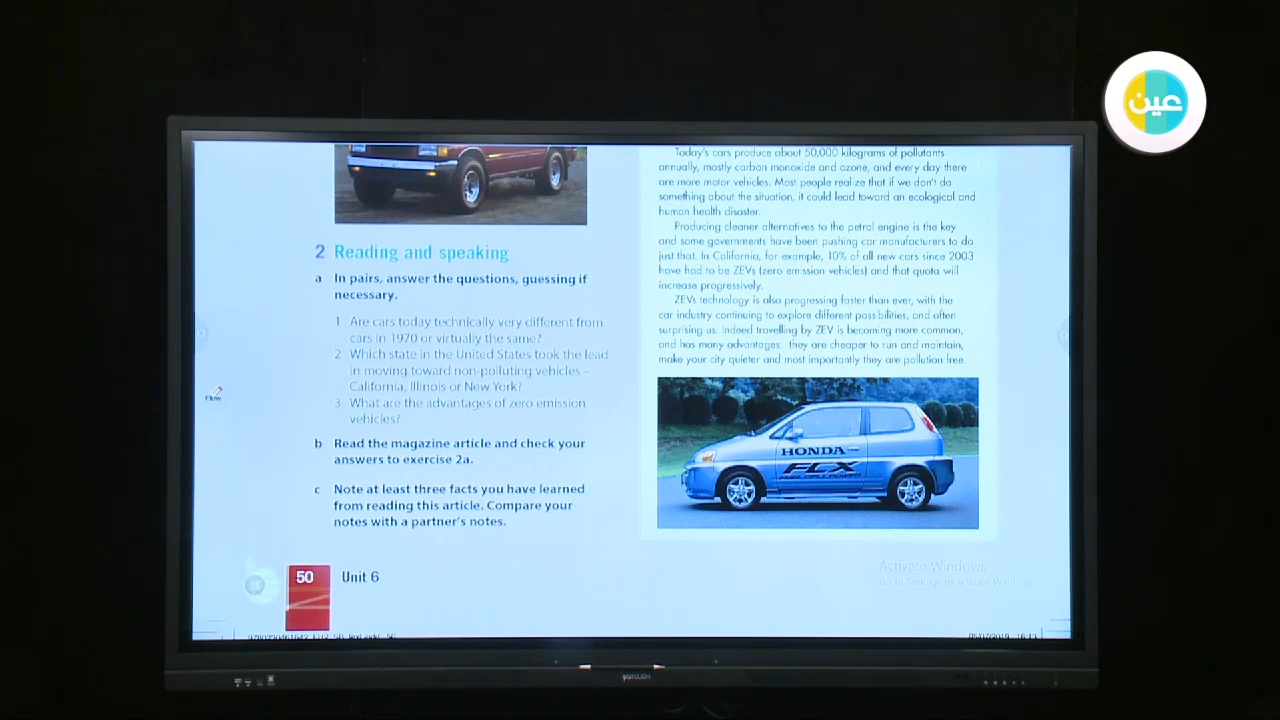 عين
2 Reading and speaking
a In pairs, answer the questions, guessing if
necessary.
1 Are cars today technically very different from
cars in 1970 or virtually the same?
2 Which state in the United States took the lead
in moving toward non-polluting vehicles –
California, Illinois or New York?
3 What are the advantages of zero emission
vehicles?
b Read the magazine article and check your
answers to exercise 2a.
c Note at least three facts you have learned
from reading this article. Compare your
notes with a partner's notes.
50 Unit 6
Today's cars produce about 50,000 kilograms of pollutants
annually, mostly carbon monoxide and ozone, and every day there
are more motor vehicles. Most people realize that if we don't do
something about the situation, it could lead toward an ecological and
human health disaster.
Producing cleaner alternatives to the petrol engine is the key
and some governments have been pushing car manufacturers to do
just that. In California, for example, 10% of all new cars since 2003
have had to be ZEVs (zero emission vehicles) and that quota will
increase progressively.
ZEVs technology is also progressing faster than ever, with the
car industry continuing to explore different possibilities, and often
surprising us. Indeed travelling by ZEV is becoming more common,
and has many advantages: they are cheaper to run and maintain,
make your city quieter and most importantly they are pollution free.
HONDA
FCX
Activate Windows
Go to Settings to activate Windows.
Flow